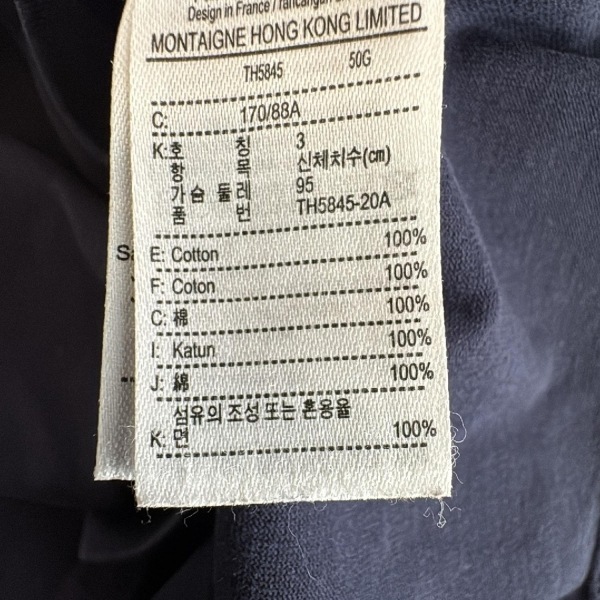 Design in France /
MONTAIGNE HONG KONG LIMITED
TH5845 50G
C: 170/88A
K:호 칭 3
항 목 신체치수(㎝)
가슴 둘레 95
품 번 TH5845-20A
E: Cotton 100%
F: Coton 100%
C: 棉 100%
I: Katun 100%
J: 綿 100%
섬유의 조성 또는 혼용율
K: 면 100%